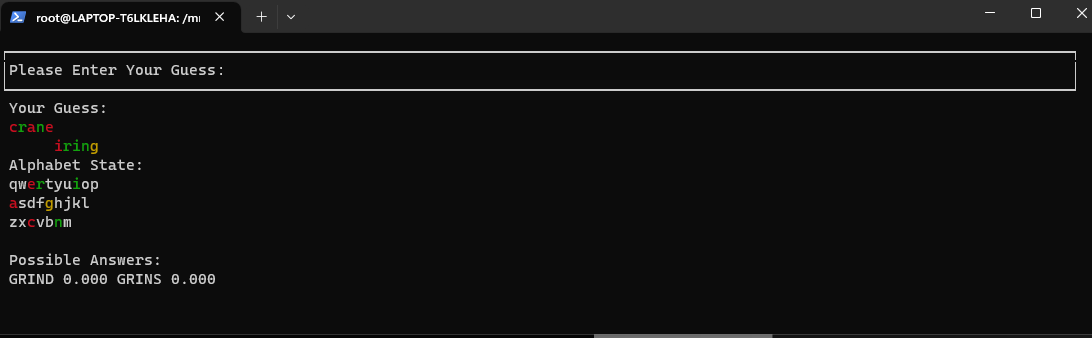 root@LAPTOP-T6LKLEHA: /m
Please Enter Your Guess:
Your Guess:
crane
iring
Alphabet State:
qwertyuiop
asdfghjkl
zxcvbnm
Possible Answers:
GRIND 0.000 GRINS 0.000